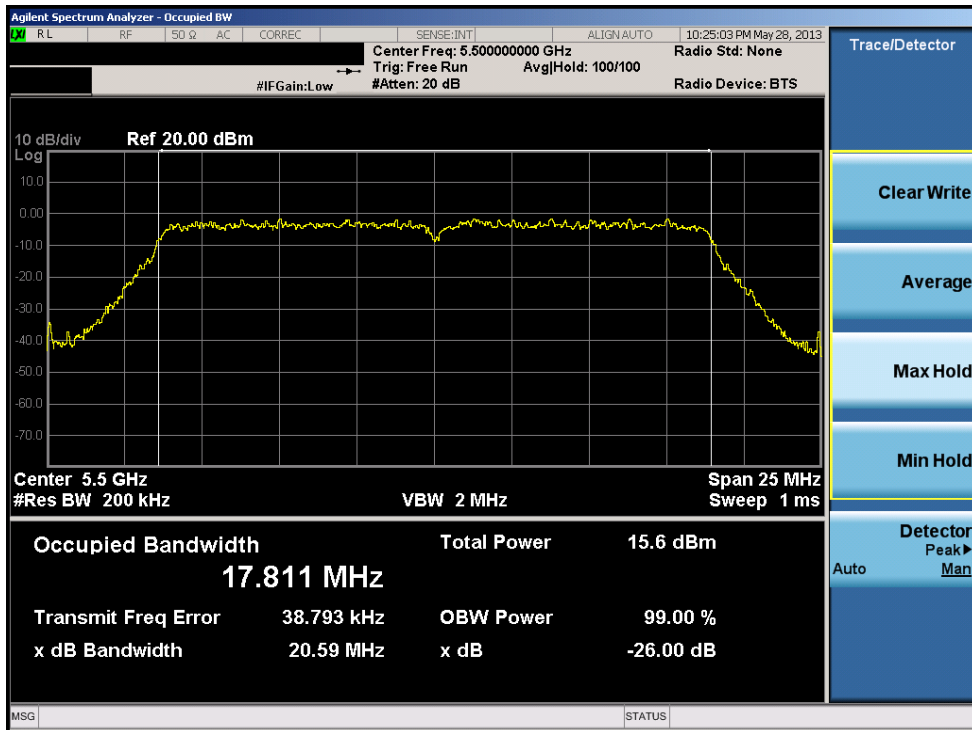 Agilent Spectrum Analyzer - Occupied BW
LXI RL RF 50 Ω AC CORREC SENSE:INT ALIGN AUTO 10:25:03 PM May 28, 2013
Center Freq: 5.500000000 GHz Radio Std: None
Trig: Free Run Avg|Hold: 100/100
#IFGain:Low #Atten: 20 dB Radio Device: BTS
10 dB/div Ref 20.00 dBm
Log
10.0
0.00
-10.0
-20.0
-30.0
-40.0
-50.0
-60.0
-70.0
Center 5.5 GHz Span 25 MHz
#Res BW 200 kHz VBW 2 MHz Sweep 1 ms
Occupied Bandwidth Total Power 15.6 dBm
17.811 MHz
Transmit Freq Error 38.793 kHz OBW Power 99.00 %
x dB Bandwidth 20.59 MHz x dB -26.00 dB
MSG STATUS
Trace/Detector
Clear Write
Average
Max Hold
Min Hold
Detector
Peak▶
Auto Man